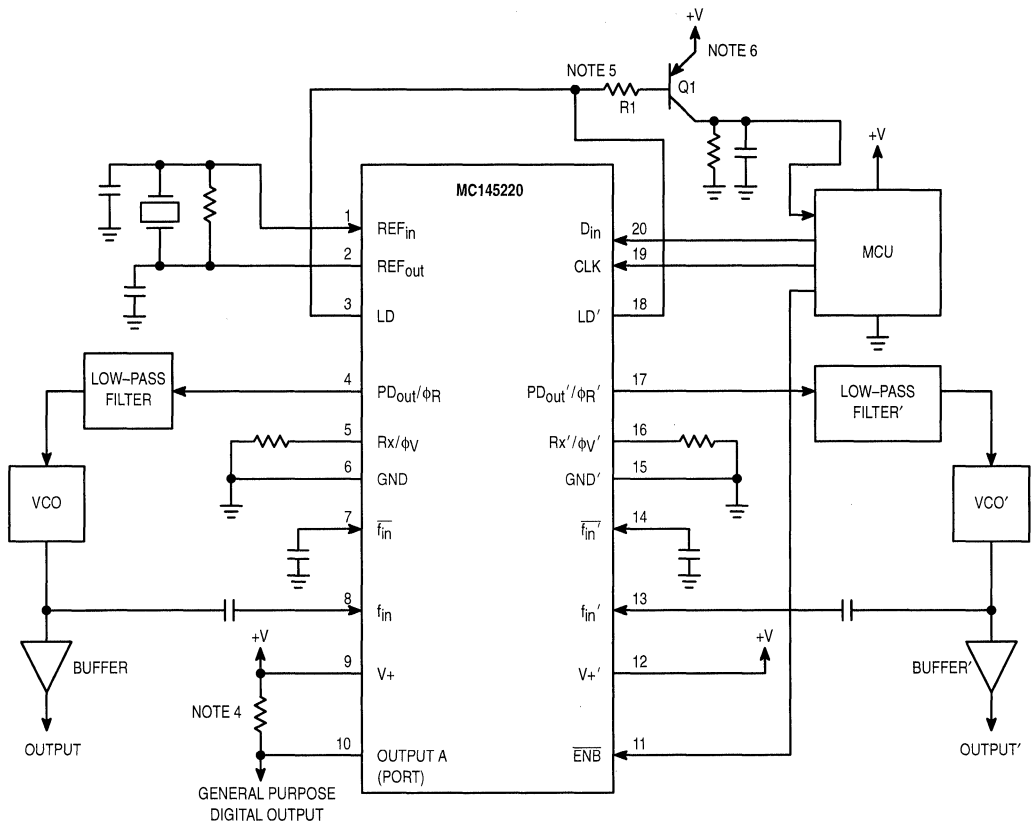 +V
NOTE 6
NOTE 5
Q1
R1
+V
MC145220
MCU
1
REFin
2
REFout
3
LD
Din
20
CLK
19
LD′
18
LOW–PASS
FILTER
4
PDout/ϕR
PDout′/ϕR′
17
LOW–PASS
FILTER′
5
Rx/ϕV
Rx′/ϕV′
16
6
GND
GND′
15
VCO
VCO′
7
fin
fin′
14
8
fin
fin′
13
BUFFER
BUFFER′
+V
+V
9
V+
V+′
12
NOTE 4
OUTPUT
OUTPUT′
10
OUTPUT A
(PORT)
ENB
11
GENERAL PURPOSE
DIGITAL OUTPUT